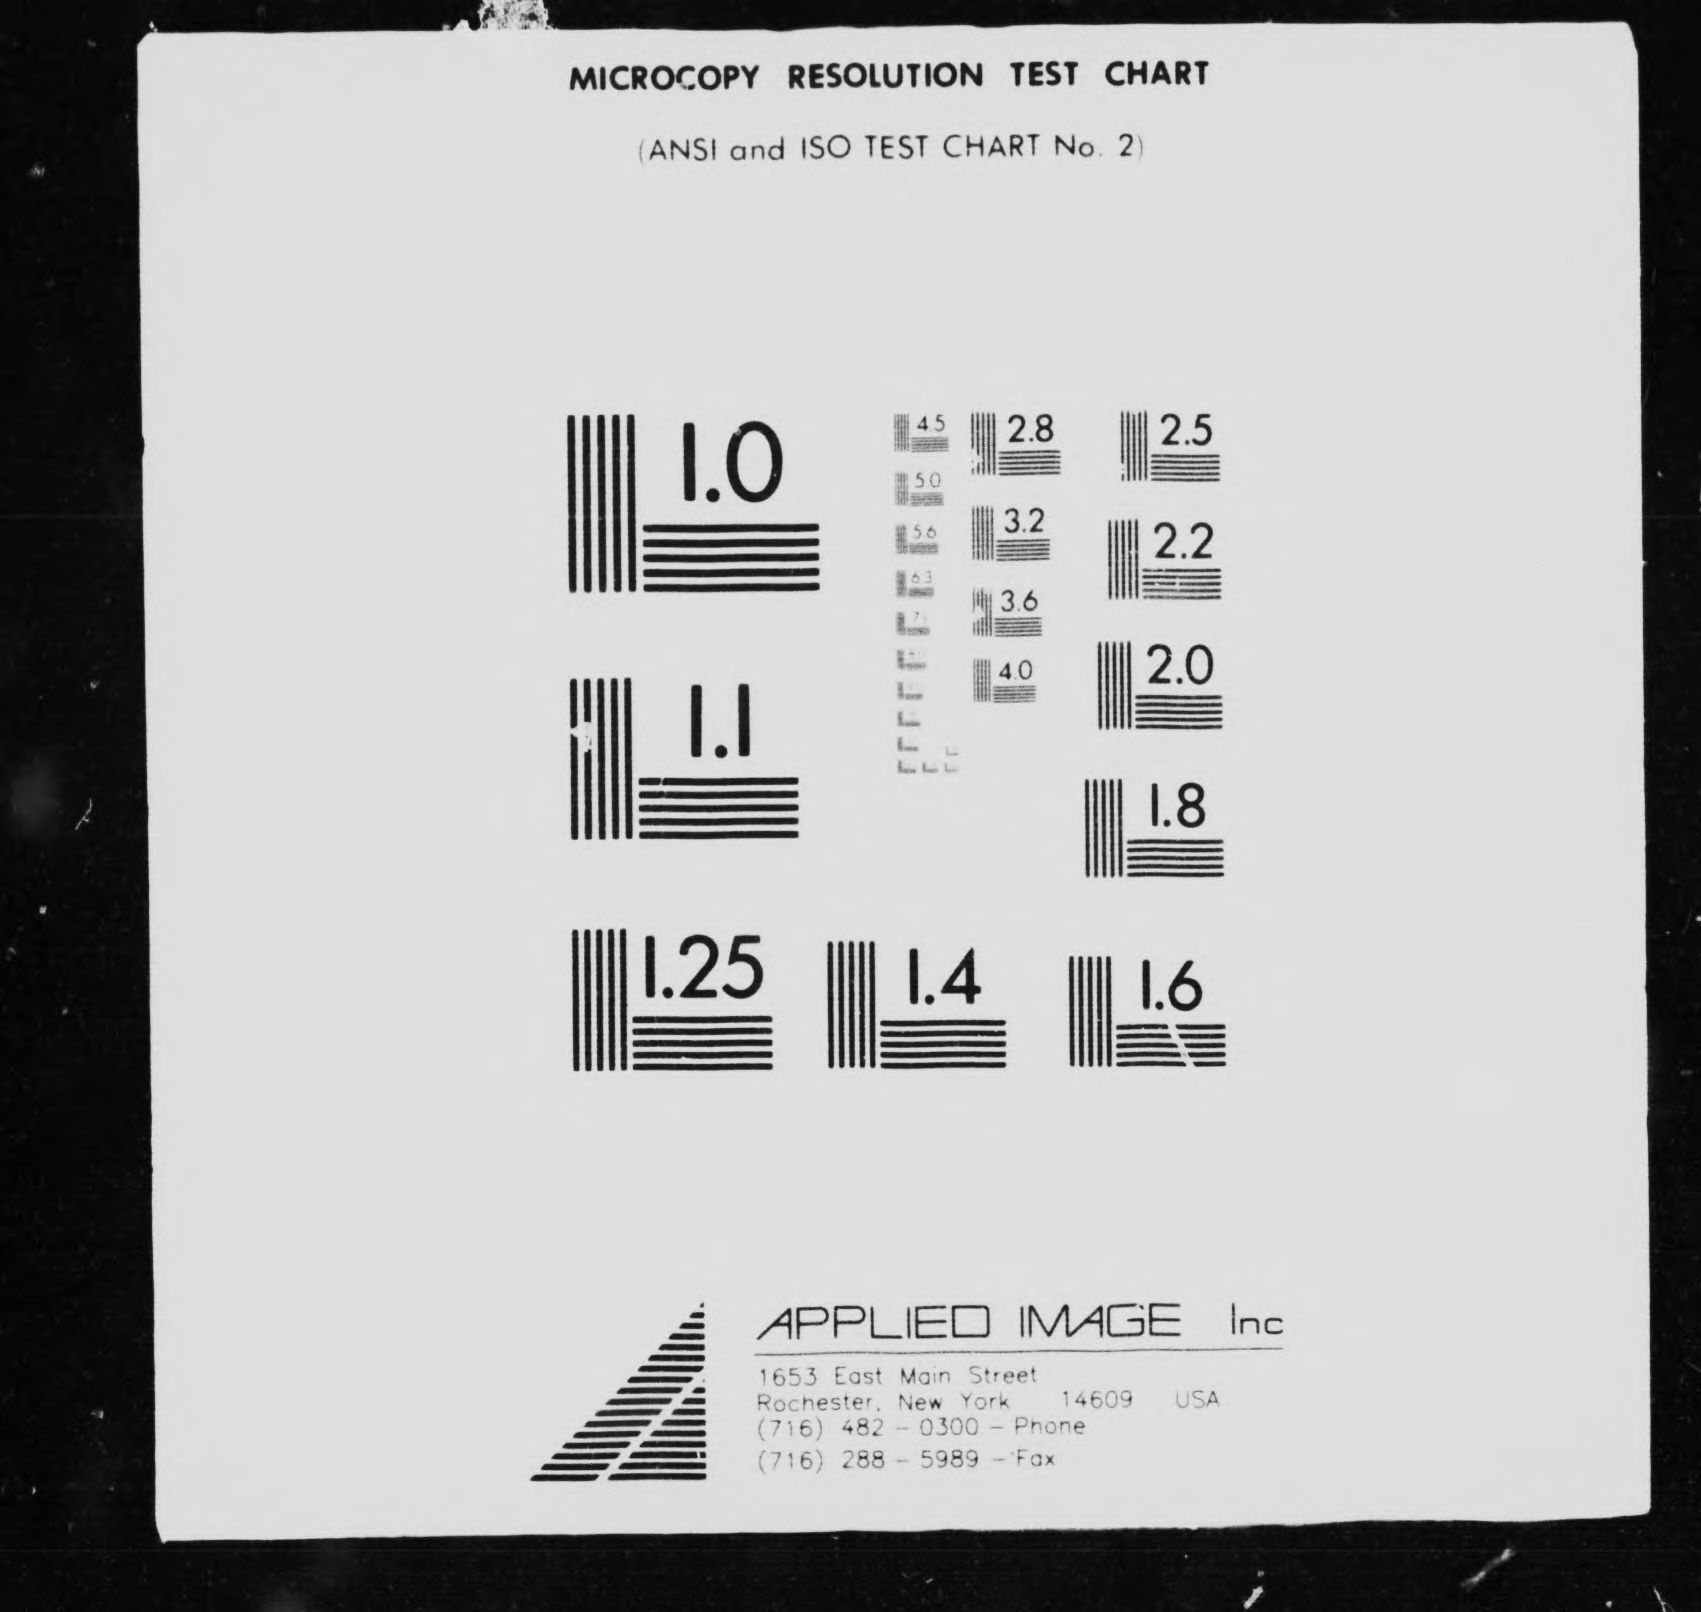 MICROCOPY RESOLUTION TEST CHART
(ANSI and ISO TEST CHART No. 2)
1.0
1.1
1.25
1.4
1.6
1.8
2.0
2.2
2.5
2.8
3.2
3.6
4.0
4.5
5.0
5.6
6.3
7.1
APPLIED IMAGE Inc
1653 East Main Street
Rochester, New York 14609 USA
(716) 482 - 0300 - Phone
(716) 288 - 5989 - Fax